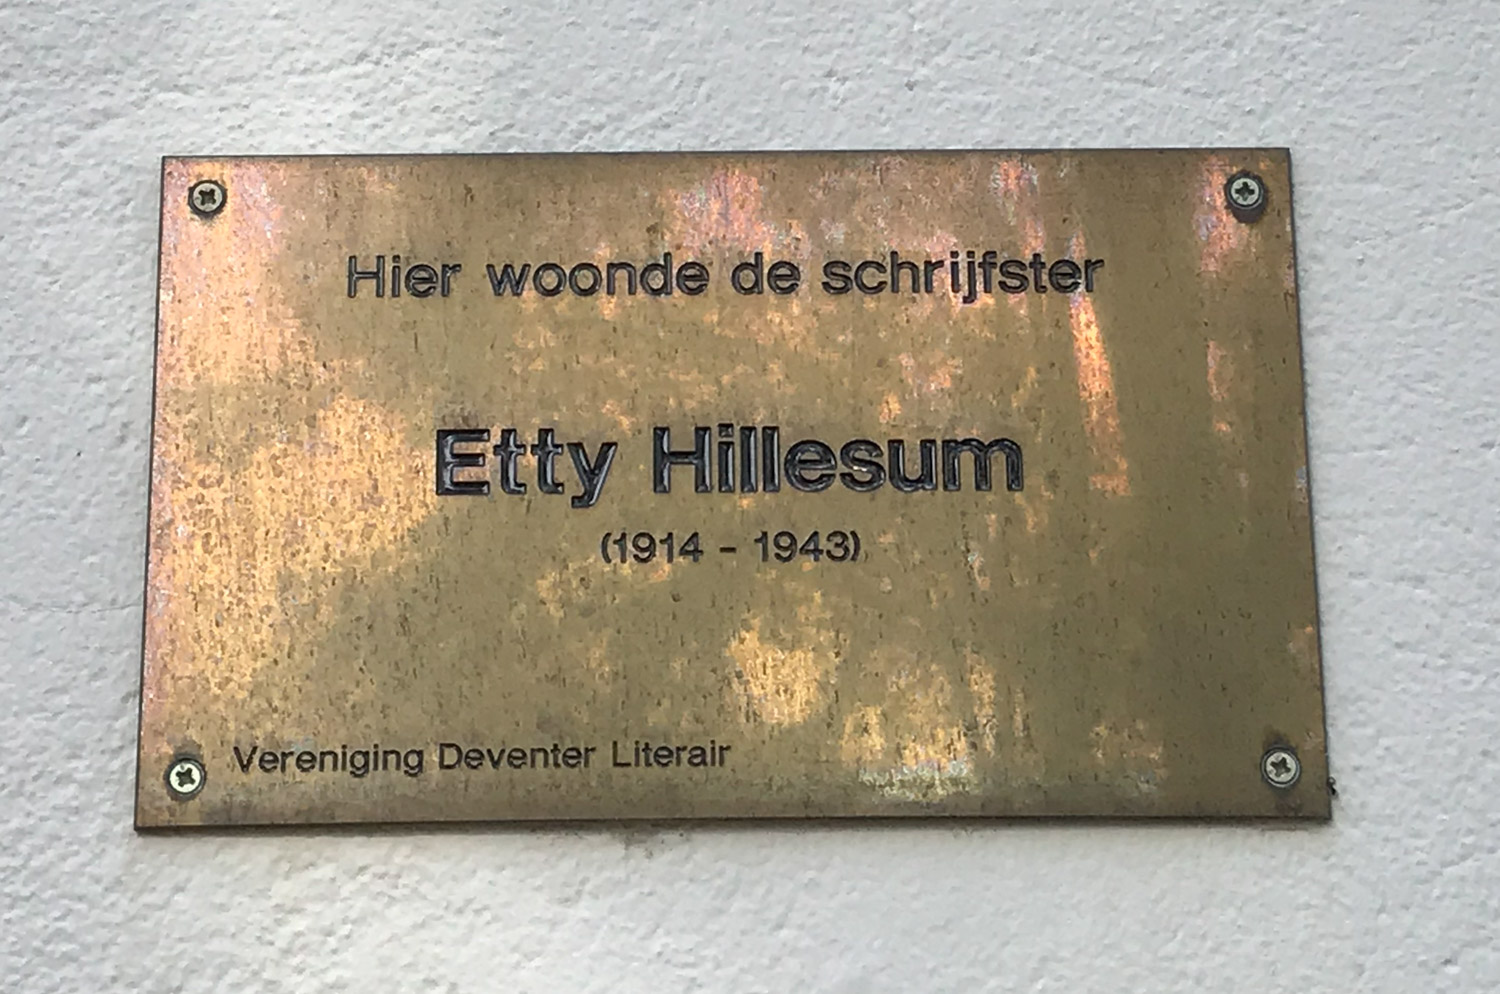 Hier woonde de schrijfster
Etty Hillesum
(1914 - 1943)
Vereniging Deventer Literair